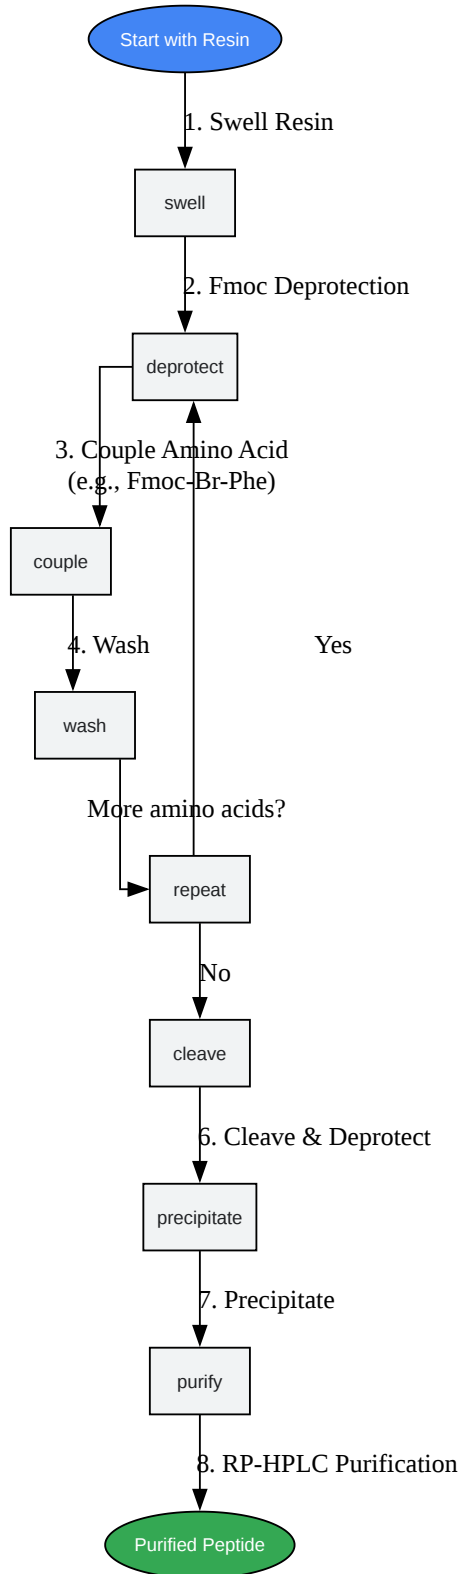 Start with Resin
1. Swell Resin
swell
2. Fmoc Deprotection
deprotect
3. Couple Amino Acid
(e.g., Fmoc-Br-Phe)
couple
4. Wash
Yes
wash
More amino acids?
repeat
No
cleave
6. Cleave & Deprotect
precipitate
7. Precipitate
purify
8. RP-HPLC Purification
Purified Peptide